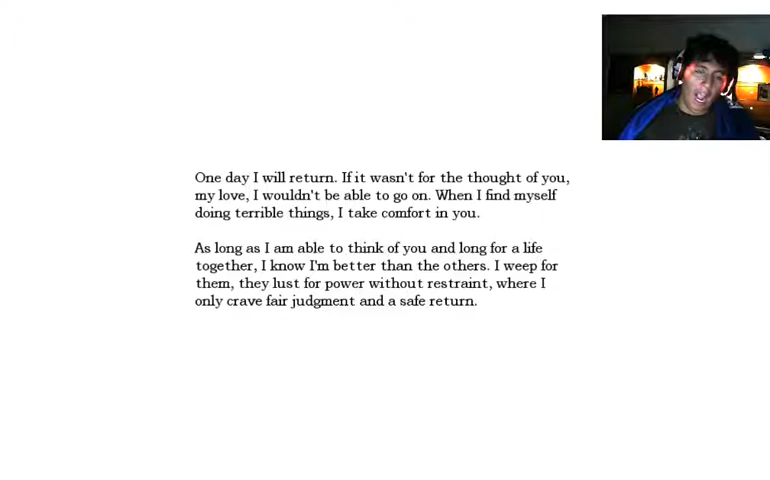 One day I will return. If it wasn't for the thought of you,
my love, I wouldn't be able to go on. When I find myself
doing terrible things, I take comfort in you.
As long as I am able to think of you and long for a life
together, I know I'm better than the others. I weep for
them, they lust for power without restraint, where I
only crave fair judgment and a safe return.